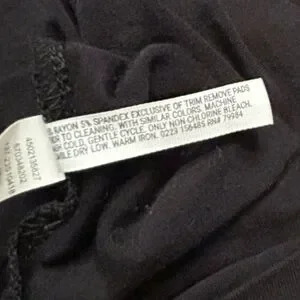 RAYON 5% SPANDEX EXCLUSIVE OF TRIM REMOVE PADS
TO CLEANING. WITH SIMILAR COLORS. MACHINE
COLD, GENTLE CYCLE. ONLY NON CHLORINE BLEACH.
DRY LOW. WARM IRON. 0223 156485 RN# 79984
4502135827